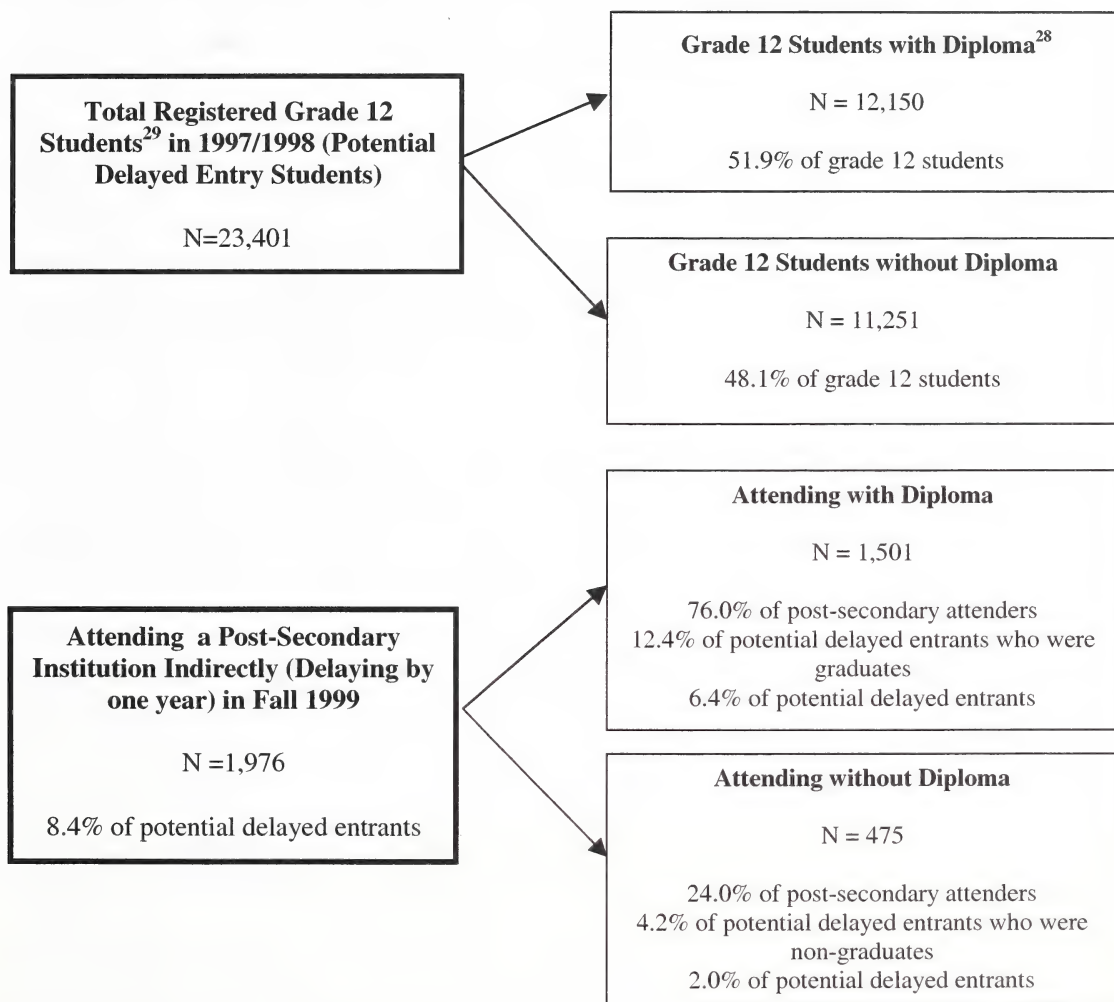 Total Registered Grade 12
Students29 in 1997/1998 (Potential
Delayed Entry Students)
N=23,401
Grade 12 Students with Diploma28
N = 12,150
51.9% of grade 12 students
Grade 12 Students without Diploma
N = 11,251
48.1% of grade 12 students
Attending a Post-Secondary
Institution Indirectly (Delaying by
one year) in Fall 1999
N =1,976
8.4% of potential delayed entrants
Attending with Diploma
N = 1,501
76.0% of post-secondary attenders
12.4% of potential delayed entrants who were
graduates
6.4% of potential delayed entrants
Attending without Diploma
N = 475
24.0% of post-secondary attenders
4.2% of potential delayed entrants who were
non-graduates
2.0% of potential delayed entrants